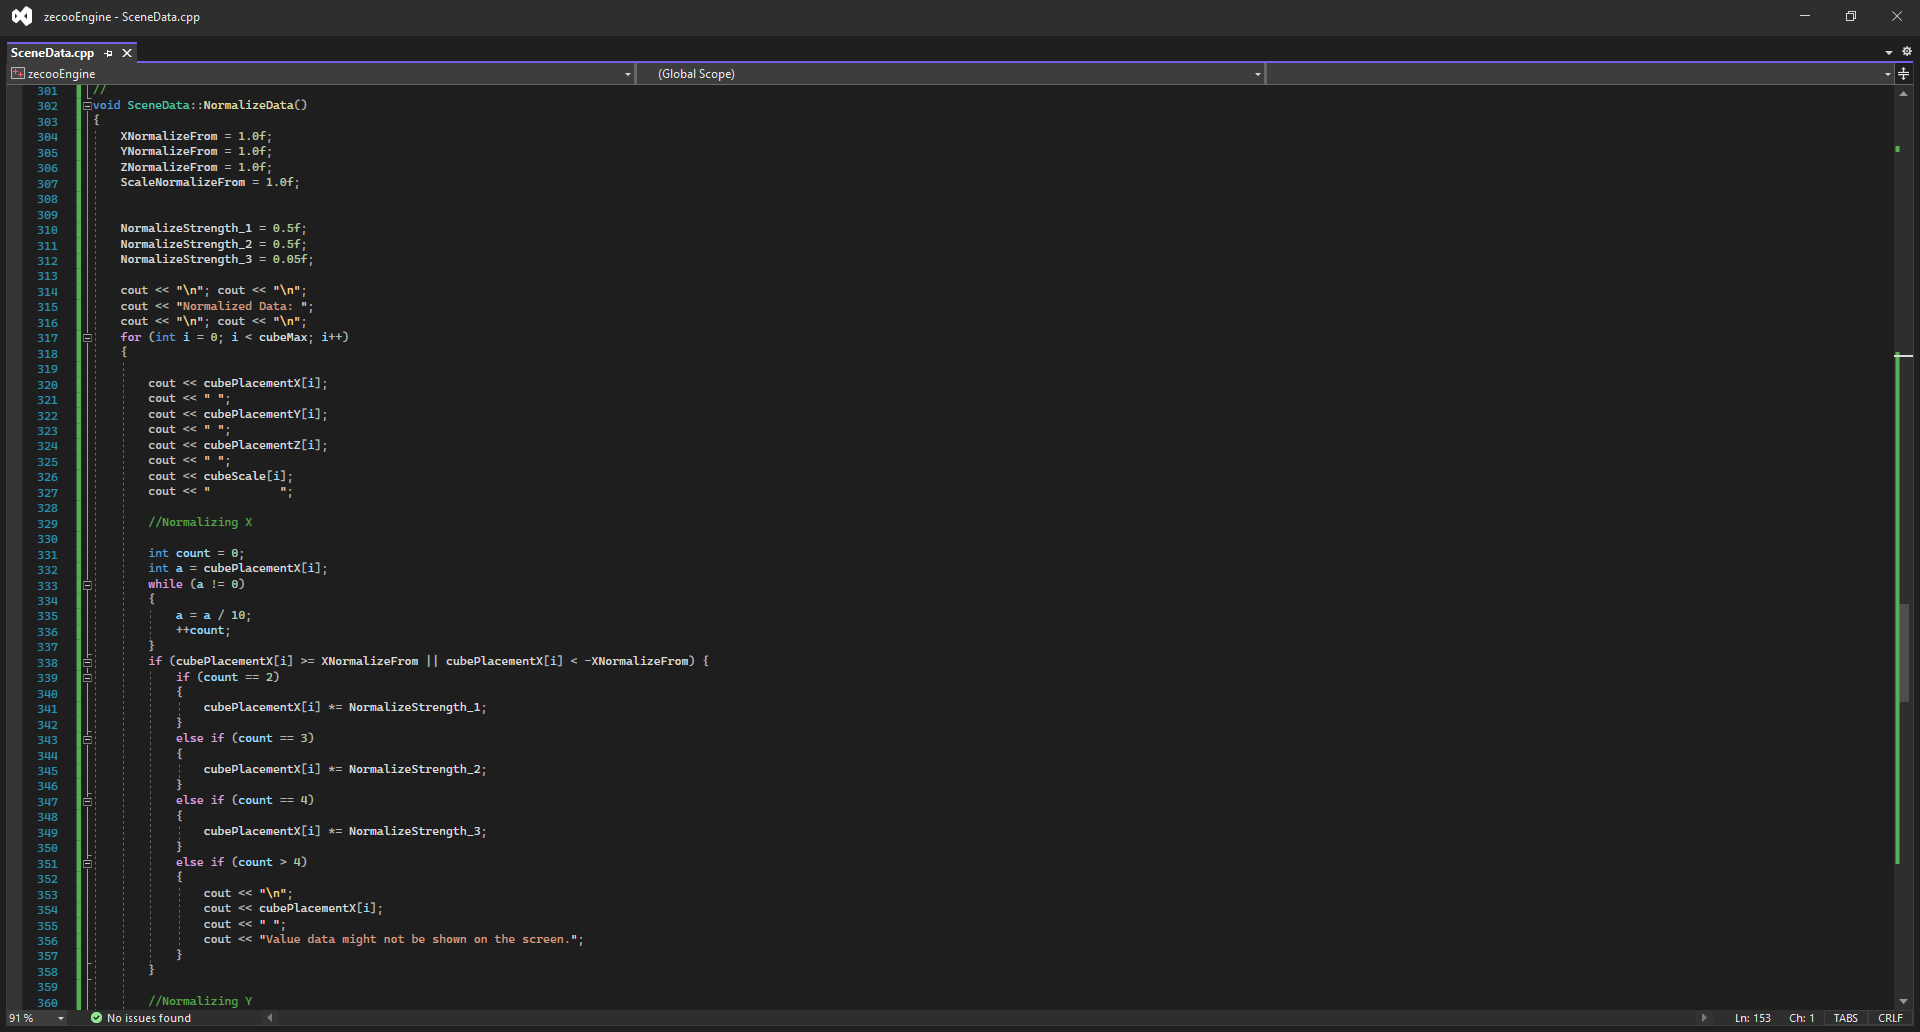 zecooEngine - SceneData.cpp
SceneData.cpp
zecooEngine (Global Scope)
301 //
302 void SceneData::NormalizeData()
303 {
304 XNormalizeFrom = 1.0f;
305 YNormalizeFrom = 1.0f;
306 ZNormalizeFrom = 1.0f;
307 ScaleNormalizeFrom = 1.0f;
308
309
310 NormalizeStrength_1 = 0.5f;
311 NormalizeStrength_2 = 0.5f;
312 NormalizeStrength_3 = 0.05f;
313
314 cout << "\n"; cout << "\n";
315 cout << "Normalized Data: ";
316 cout << "\n"; cout << "\n";
317 for (int i = 0; i < cubeMax; i++)
318 {
319
320 cout << cubePlacementX[i];
321 cout << " ";
322 cout << cubePlacementY[i];
323 cout << " ";
324 cout << cubePlacementZ[i];
325 cout << " ";
326 cout << cubeScale[i];
327 cout << "          ";
328
329 //Normalizing X
330
331 int count = 0;
332 int a = cubePlacementX[i];
333 while (a != 0)
334 {
335 a = a / 10;
336 ++count;
337 }
338 if (cubePlacementX[i] >= XNormalizeFrom || cubePlacementX[i] < -XNormalizeFrom) {
339 if (count == 2)
340 {
341 cubePlacementX[i] *= NormalizeStrength_1;
342 }
343 else if (count == 3)
344 {
345 cubePlacementX[i] *= NormalizeStrength_2;
346 }
347 else if (count == 4)
348 {
349 cubePlacementX[i] *= NormalizeStrength_3;
350 }
351 else if (count > 4)
352 {
353 cout << "\n";
354 cout << cubePlacementX[i];
355 cout << " ";
356 cout << "Value data might not be shown on the screen.";
357 }
358 }
359
360 //Normalizing Y
91 % No issues found Ln: 153 Ch: 1 TABS CRLF